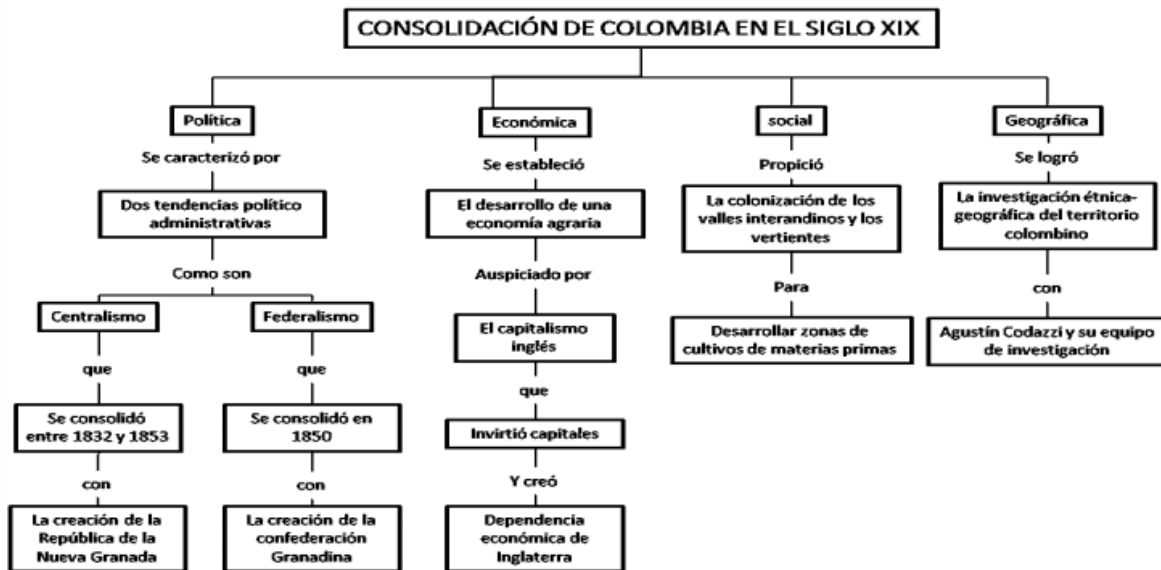 CONSOLIDACIÓN DE COLOMBIA EN EL SIGLO XIX
Política
Económica
social
Geográfica
Se caracterizó por
Se estableció
Propició
Se logró
Dos tendencias político
administrativas
El desarrollo de una
economía agraria
La colonización de los
valles interandinos y los
vertientes
La investigación étnica-
geográfica del territorio
colombino
Como son
Auspiciado por
Para
con
Centralismo
Federalismo
El capitalismo
inglés
Desarrollar zonas de
cultivos de materias primas
Agustín Codazzi y su equipo
de investigación
que
que
que
Se consolidó
entre 1832 y 1853
Se consolidó en
1850
Invirtió capitales
con
con
Y creó
La creación de la
República de la
Nueva Granada
La creación de la
confederación
Granadina
Dependencia
económica de
Inglaterra